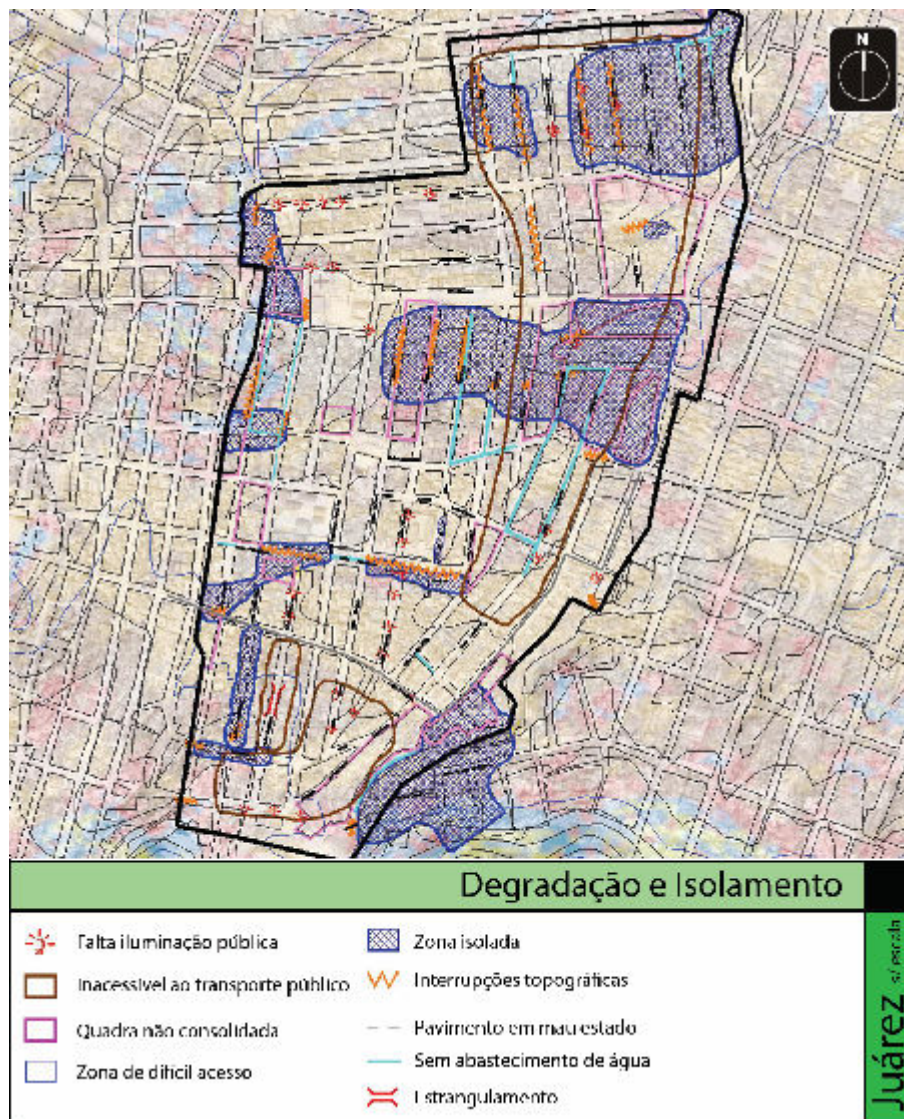 N
Degradação e Isolamento
Falta iluminação pública
Inacessível ao transporte público
Quadra não consolidada
Zona de difícil acesso
Zona isolada
Interrupções topográficas
Pavimento em mau estado
Sem abastecimento de água
Estrangulamento
Juárez s/ escala